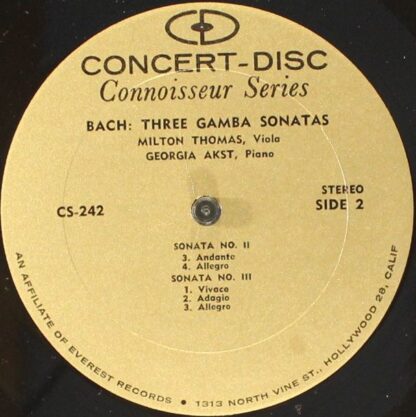 CD
CONCERT-DISC
Connoisseur Series
BACH: THREE GAMBA SONATAS
MILTON THOMAS, Viola
GEORGIA AKST, Piano
CS-242
STEREO
SIDE 2
SONATA NO. II
3. Andante
4. Allegro
SONATA NO. III
1. Vivace
2. Adagio
3. Allegro
AN AFFILIATE OF EVEREST RECORDS • 1313 NORTH VINE ST., HOLLYWOOD 28, CALIF